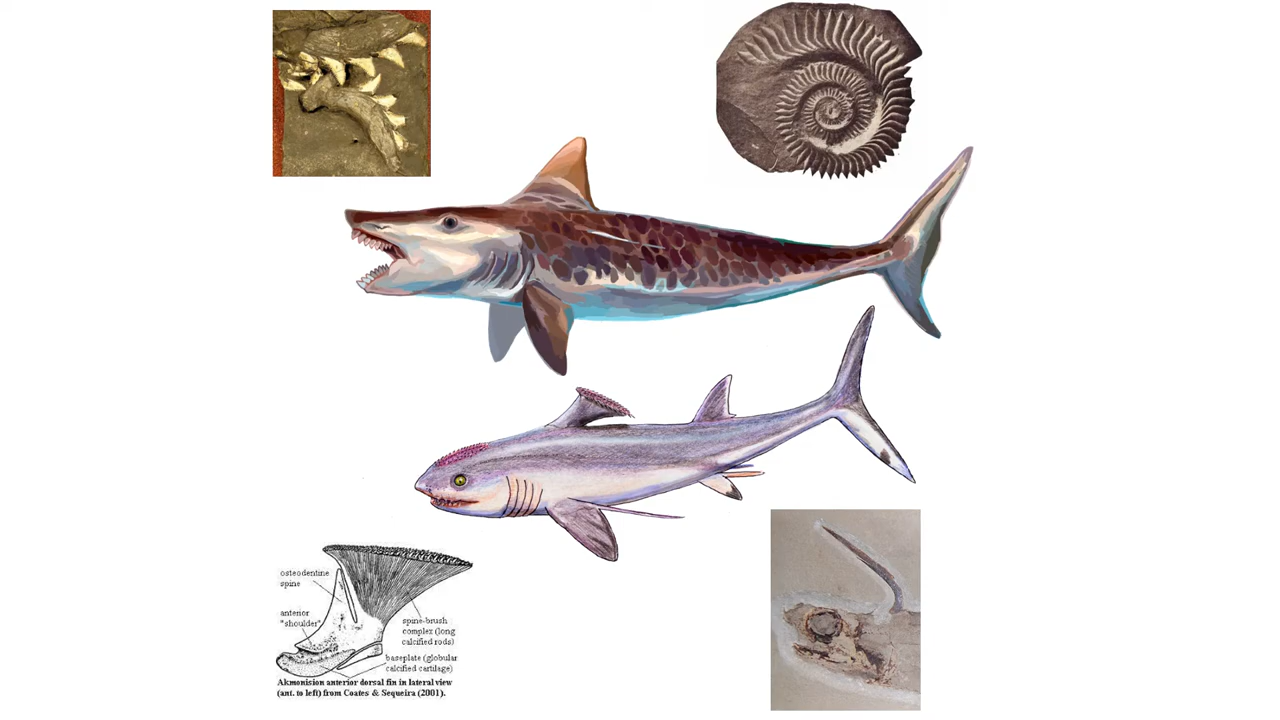 osteodentine
spine
anterior
"shoulder"
spine-brush
complex (long
calcified rods)
baseplate (globular
calcified cartilage)
Akmonision anterior dorsal fin in lateral view
(ant. to left) from Coates & Sequeira (2001).